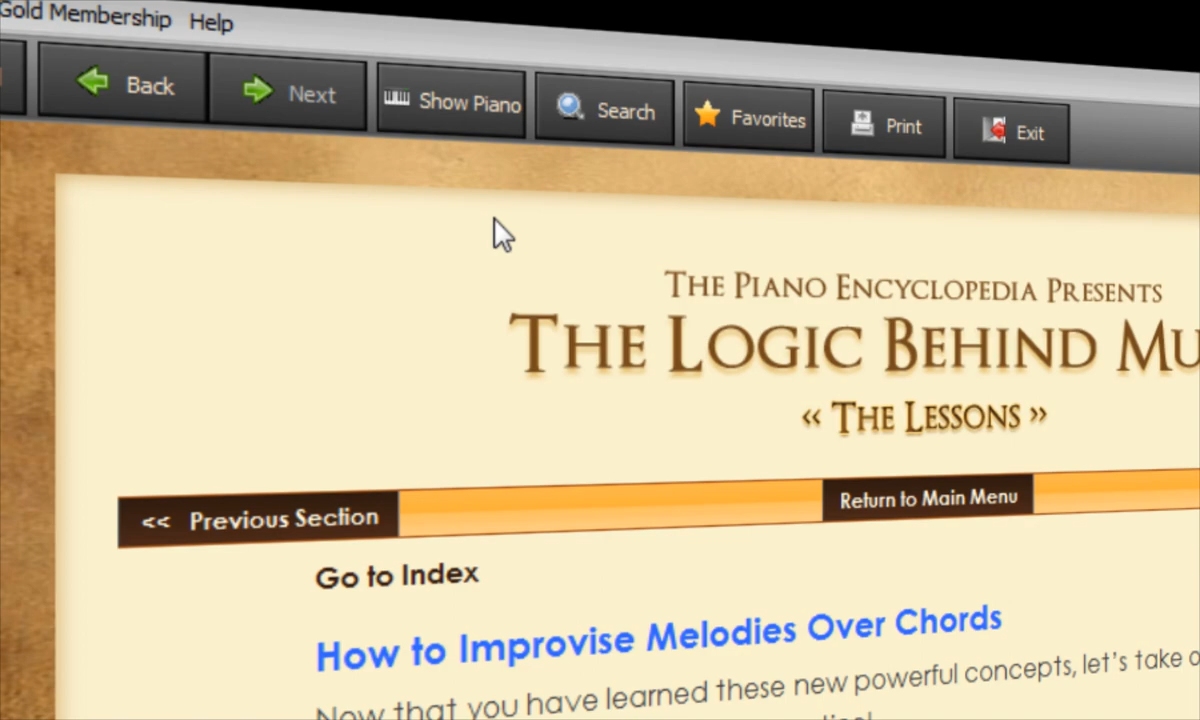 Gold Membership Help
Back Next Show Piano Search Favorites Print Exit
The Piano Encyclopedia Presents
The Logic Behind Mu
« The Lessons »
<< Previous Section Return to Main Menu
Go to Index
How to Improvise Melodies Over Chords
Now that you have learned these new powerful concepts, let's take